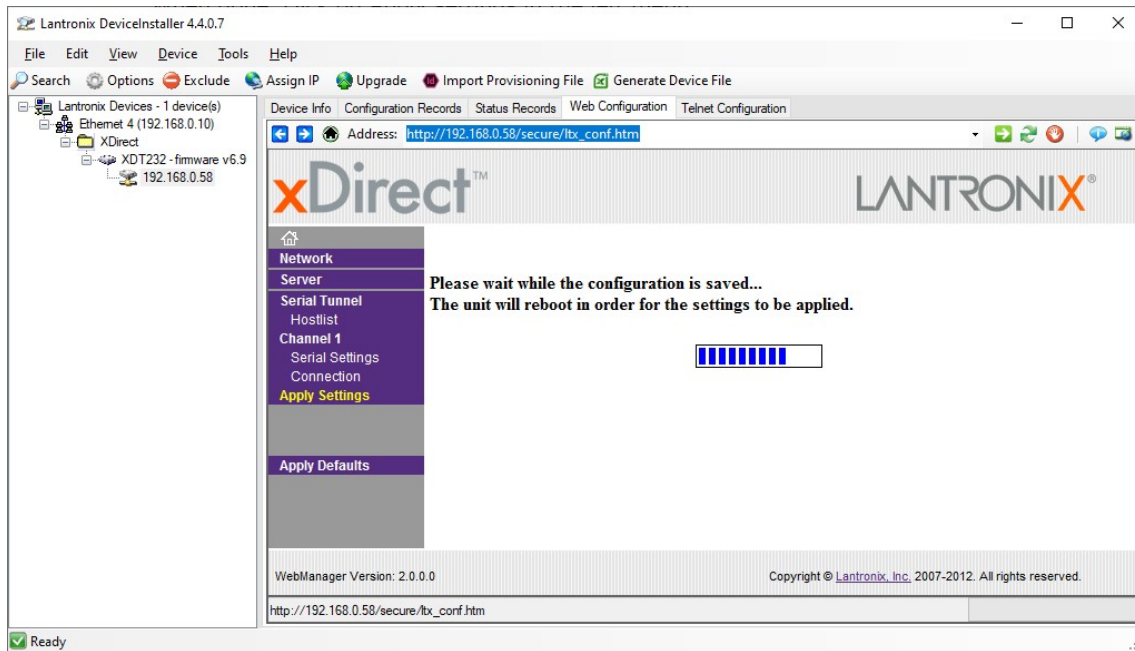 Lantronix DeviceInstaller 4.4.0.7
File Edit View Device Tools Help
Search Options Exclude Assign IP Upgrade Import Provisioning File Generate Device File
Lantronix Devices - 1 device(s)
Ethernet 4 (192.168.0.10)
XDirect
XDT232 - firmware v6.9
192.168.0.58
Device Info Configuration Records Status Records Web Configuration Telnet Configuration
Address: http://192.168.0.58/secure/ltx_conf.htm
xDirect™
LANTRONIX®
Network
Server
Serial Tunnel
Hostlist
Channel 1
Serial Settings
Connection
Apply Settings
Apply Defaults
Please wait while the configuration is saved...
The unit will reboot in order for the settings to be applied.
WebManager Version: 2.0.0.0
Copyright © Lantronix, Inc. 2007-2012. All rights reserved.
http://192.168.0.58/secure/ltx_conf.htm
Ready